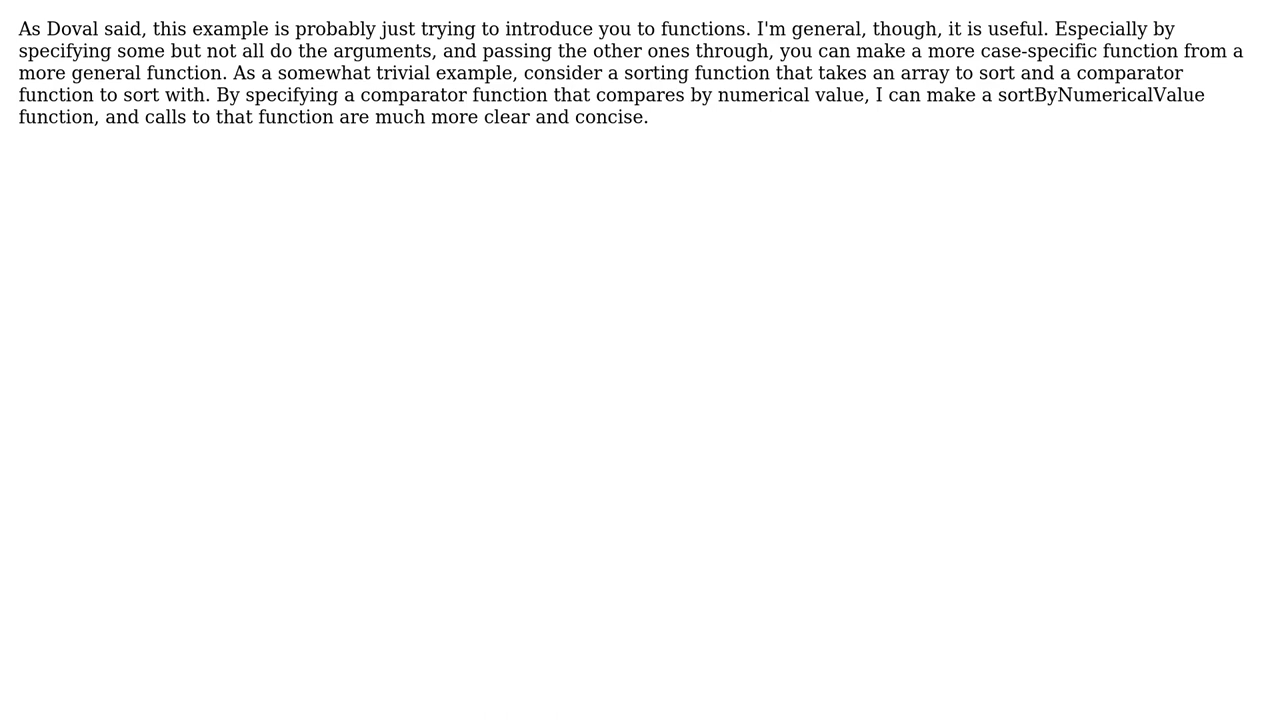 As Doval said, this example is probably just trying to introduce you to functions. I'm general, though, it is useful. Especially by
specifying some but not all do the arguments, and passing the other ones through, you can make a more case-specific function from a
more general function. As a somewhat trivial example, consider a sorting function that takes an array to sort and a comparator
function to sort with. By specifying a comparator function that compares by numerical value, I can make a sortByNumericalValue
function, and calls to that function are much more clear and concise.